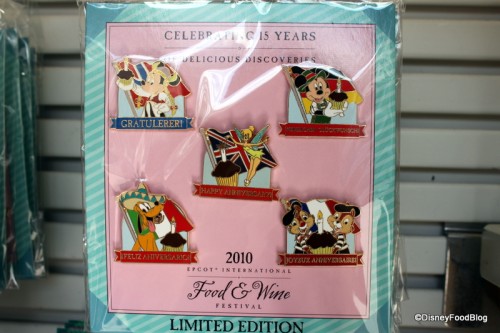 CELEBRATING 15 YEARS
DELICIOUS DISCOVERIES
GRATULERER!
HAPPY ANNIVERSARY!
FELIZ ANIVERSARIO!
JOYEUX ANNIVERSAIRE!
2010
EPCOT INTERNATIONAL
Food & Wine
FESTIVAL
LIMITED EDITION
©DisneyFoodBlog